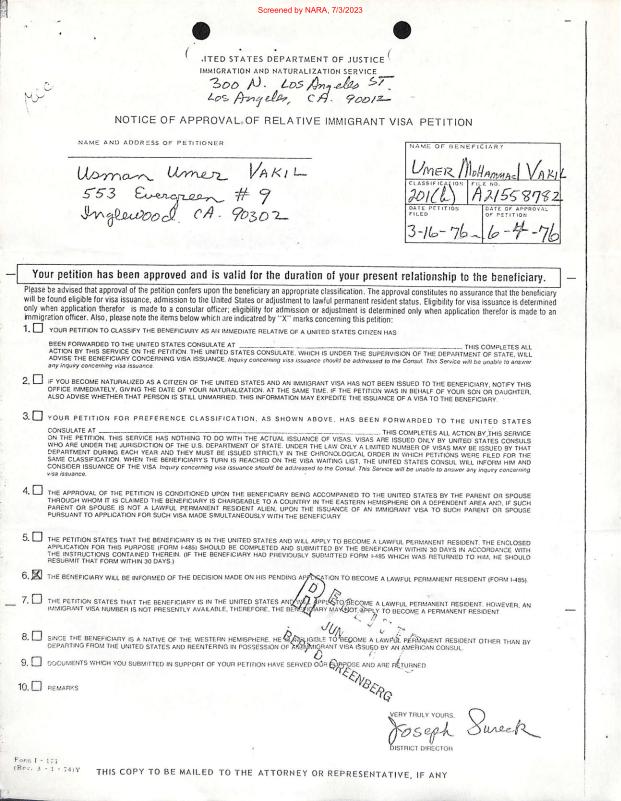 Screened by NARA, 7/3/2023
ITED STATES DEPARTMENT OF JUSTICE
IMMIGRATION AND NATURALIZATION SERVICE
300 N. Los Angeles ST.
Los Angeles, CA. 90012
NOTICE OF APPROVAL OF RELATIVE IMMIGRANT VISA PETITION
NAME AND ADDRESS OF PETITIONER
Usman Umer VAKIL
553 Evergreen # 9
Inglewood, CA. 90302
NAME OF BENEFICIARY
UMER MOHAMMAD VAKIL
CLASSIFICATION FILE NO.
201(b) A21558782
DATE PETITION FILED
DATE OF APPROVAL OF PETITION
3-16-76 6-4-76
Your petition has been approved and is valid for the duration of your present relationship to the beneficiary.
Please be advised that approval of the petition confers upon the beneficiary an appropriate classification. The approval constitutes no assurance that the beneficiary
will be found eligible for visa issuance, admission to the United States or adjustment to lawful permanent resident status. Eligibility for visa issuance is determined
only when application therefor is made to a consular officer; eligibility for admission or adjustment is determined only when application therefor is made to an
immigration officer. Also, please note the items below which are indicatred by "X" marks concerning this petition:
1. YOUR PETITION TO CLASSIFY THE BENEFICIARY AS AN IMMEDIATE RELATIVE OF A UNITED STATES CITIZEN HAS
BEEN FORWARDED TO THE UNITED STATES CONSULATE AT THIS COMPLETES ALL
ACTION BY THIS SERVICE ON THE PETITION. THE UNITED STATES CONSULATE, WHICH IS UNDER THE SUPERVISION OF THE DEPARTMENT OF STATE, WILL
ADVISE THE BENEFICIARY CONCERNING VISA ISSUANCE. Inquiry concerning visa issuance should be addressed to the Consul. This Service will be unable to answer
any inquiry concerning visa issuance.
2. IF YOU BECOME NATURALIZED AS A CITIZEN OF THE UNITED STATES AND AN IMMIGRANT VISA HAS NOT BEEN ISSUED TO THE BENEFICIARY, NOTIFY THIS
OFFICE IMMEDIATELY, GIVING THE DATE OF YOUR NATURALIZATION. AT THE SAME TIME, IF THE PETITION WAS IN BEHALF OF YOUR SON OR DAUGHTER,
ALSO ADVISE WHETHER THAT PERSON IS STILL UNMARRIED. THIS INFORMATION MAY EXPEDITE THE ISSUANCE OF A VISA TO THE BENEFICIARY.
3. YOUR PETITION FOR PREFERENCE CLASSIFICATION, AS SHOWN ABOVE, HAS BEEN FORWARDED TO THE UNITED STATES
CONSULATE AT THIS COMPLETES ALL ACTION BY THIS SERVICE
ON THE PETITION. THIS SERVICE HAS NOTHING TO DO WITH THE ACTUAL ISSUANCE OF VISAS. VISAS ARE ISSUED ONLY BY UNITED STATES CONSULS
WHO ARE UNDER THE JURISDICTION OF THE U.S. DEPARTMENT OF STATE. UNDER THE LAW ONLY A LIMITED NUMBER OF VISAS MAY BE ISSUED BY THAT
DEPARTMENT DURING EACH YEAR AND THEY MUST BE ISSUED STRICTLY IN THE CHRONOLOGICAL ORDER IN WHICH PETITIONS WERE FILED FOR THE
SAME CLASSIFICATION. WHEN THE BENEFICIARY'S TURN IS REACHED ON THE VISA WAITING LIST, THE UNITED STATES CONSUL WILL INFORM HIM AND
CONSIDER ISSUANCE OF THE VISA Inquiry concerning visa issuance should be addressed to the Consul. This Service will be unable to answer any inquiry concerning
visa issuance.
4. THE APPROVAL OF THE PETITION IS CONDITIONED UPON THE BENEFICIARY BEING ACCOMPANIED TO THE UNITED STATES BY THE PARENT OR SPOUSE
THROUGH WHOM IT IS CLAIMED THE BENEFICIARY IS CHARGEABLE TO A COUNTRY IN THE EASTERN HEMISPHERE OR A DEPENDENT AREA AND, IF SUCH
PARENT OR SPOUSE IS NOT A LAWFUL PERMANENT RESIDENT ALIEN, UPON THE ISSUANCE OF AN IMMIGRANT VISA TO SUCH PARENT OR SPOUSE
PURSUANT TO APPLICATION FOR SUCH VISA MADE SIMULTANEOUSLY WITH THE BENEFICIARY
5. THE PETITION STATES THAT THE BENEFICIARY IS IN THE UNITED STATES AND WILL APPLY TO BECOME A LAWFUL PERMANENT RESIDENT. THE ENCLOSED
APPLICATION FOR THIS PURPOSE (FORM I-485) SHOULD BE COMPLETED AND SUBMITTED BY THE BENEFICIARY WITHIN 30 DAYS IN ACCORDANCE WITH
THE INSTRUCTIONS CONTAINED THEREIN. (IF THE BENEFICIARY HAD PREVIOUSLY SUBMITTED FORM I-485 WHICH WAS RETURNED TO HIM, HE SHOULD
RESUBMIT THAT FORM WITHIN 30 DAYS.)
6. X THE BENEFICIARY WILL BE INFORMED OF THE DECISION MADE ON HIS PENDING APPLICATION TO BECOME A LAWFUL PERMANENT RESIDENT (FORM I-485).
7. THE PETITION STATES THAT THE BENEFICIARY IS IN THE UNITED STATES AND WILL APPLY TO BECOME A LAWFUL PERMANENT RESIDENT. HOWEVER, AN
IMMIGRANT VISA NUMBER IS NOT PRESENTLY AVAILABLE, THEREFORE, THE BENEFICIARY MAY NOT APPLY TO BECOME A PERMANENT RESIDENT
8. SINCE THE BENEFICIARY IS A NATIVE OF THE WESTERN HEMISPHERE, HE IS INELIGIBLE TO BECOME A LAWFUL PERMANENT RESIDENT OTHER THAN BY
DEPARTING FROM THE UNITED STATES AND REENTERING IN POSSESSION OF AN IMMIGRANT VISA ISSUED BY AN AMERICAN CONSUL.
9. DOCUMENTS WHICH YOU SUBMITTED IN SUPPORT OF YOUR PETITION HAVE SERVED OUR PURPOSE AND ARE RETURNED
JUN
GREENBERG
10. REMARKS
VERY TRULY YOURS,
Joseph Sureck
DISTRICT DIRECTOR
Form I - 171
(Rev. 3 - 1 - 74)Y
THIS COPY TO BE MAILED TO THE ATTORNEY OR REPRESENTATIVE, IF ANY